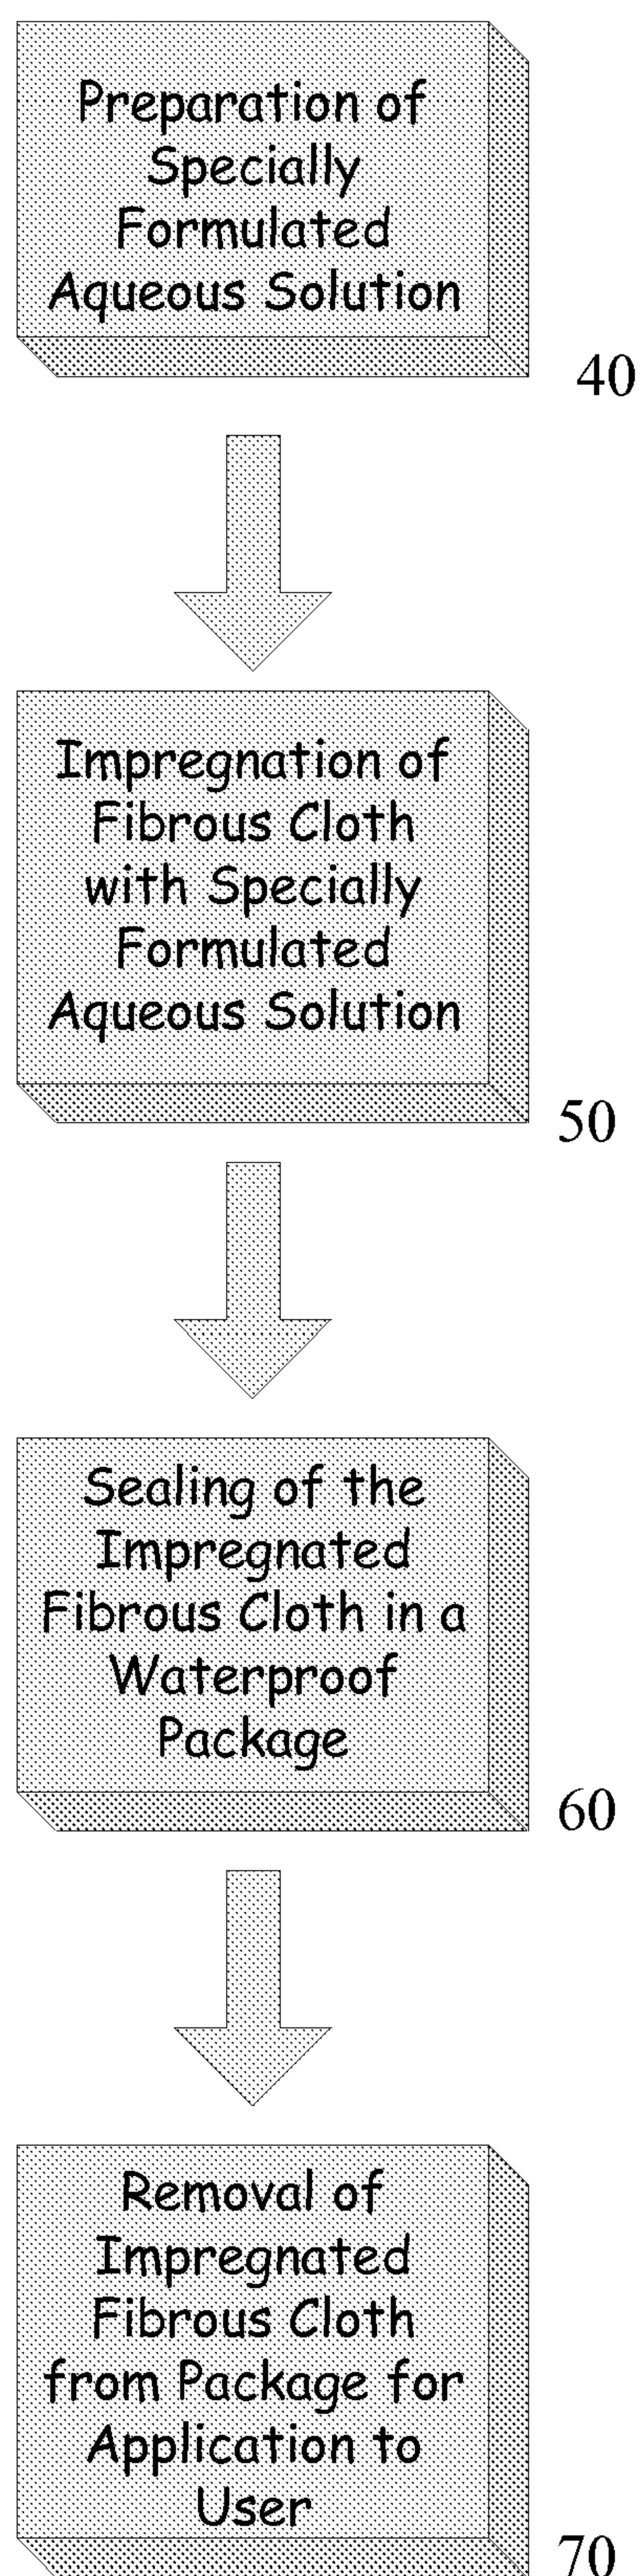 Preparation of
Specially
Formulated
Aqueous Solution
40
Impregnation of
Fibrous Cloth
with Specially
Formulated
Aqueous Solution
50
Sealing of the
Impregnated
Fibrous Cloth in a
Waterproof
Package
60
Removal of
Impregnated
Fibrous Cloth
from Package for
Application to
User
70